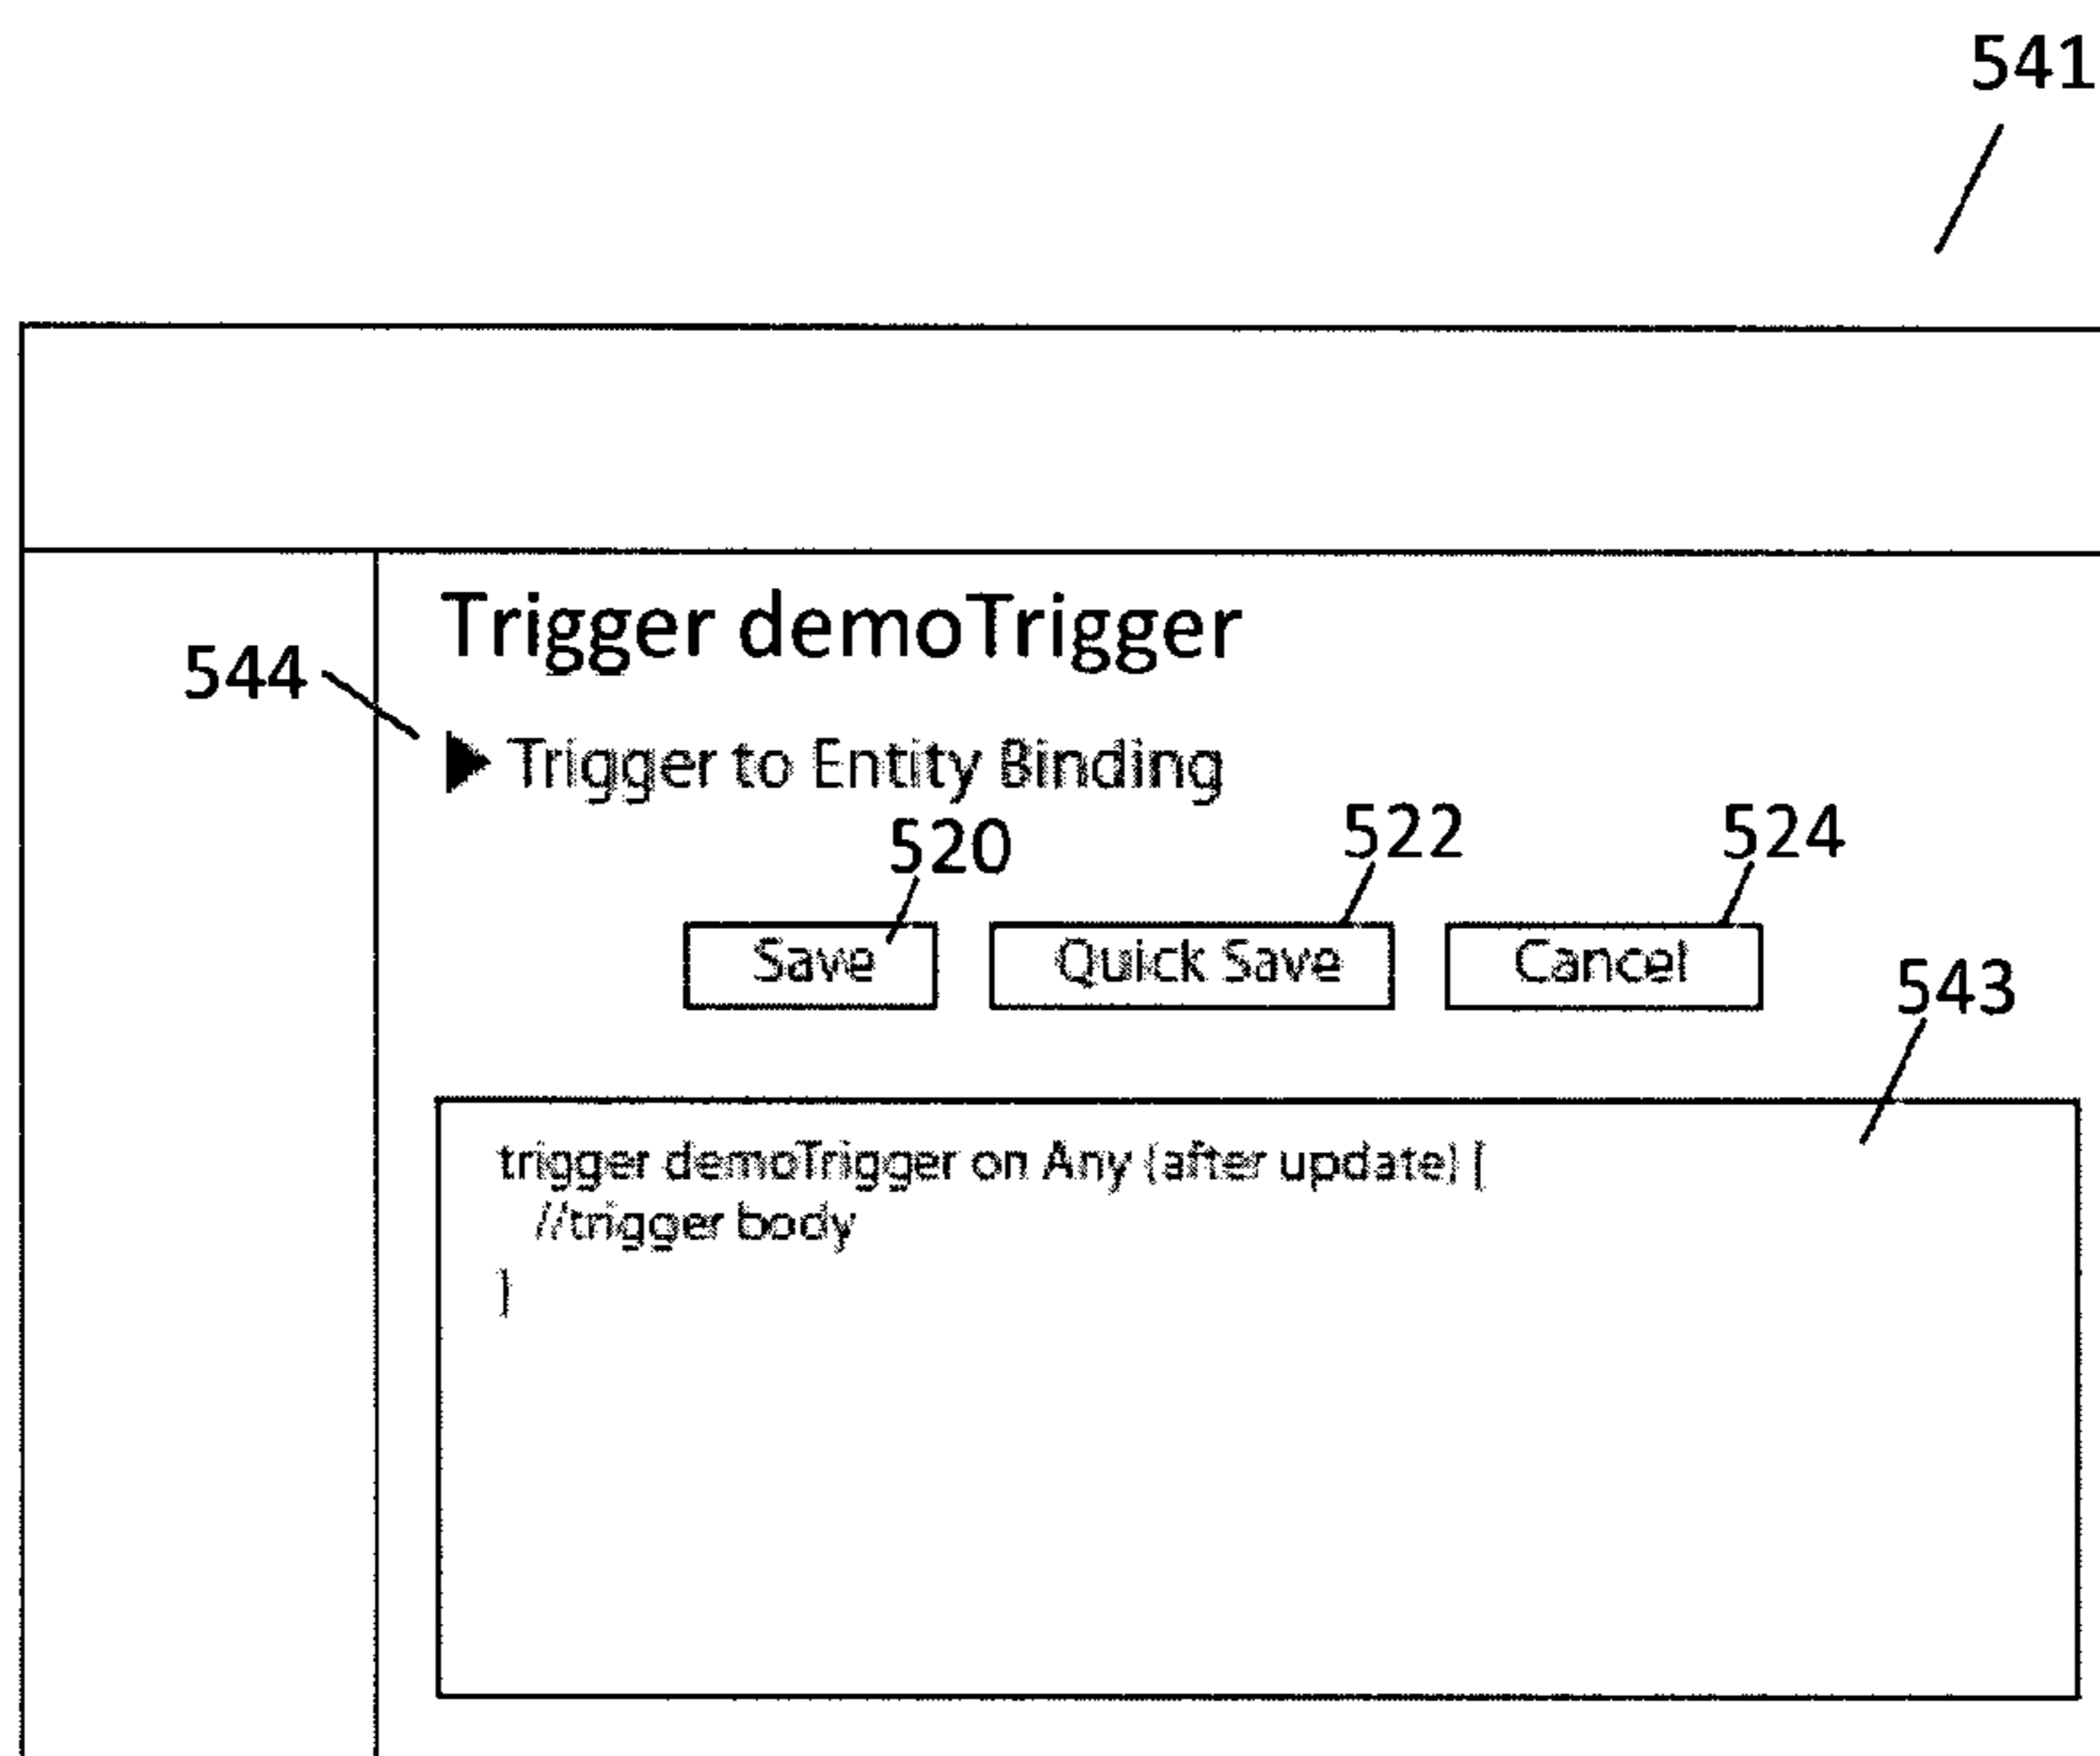 541
Trigger demoTrigger
544
Trigger to Entity Binding
520 522 524
Save Quick Save Cancel
543
trigger demoTrigger on Any (after update) {
//trigger body
}